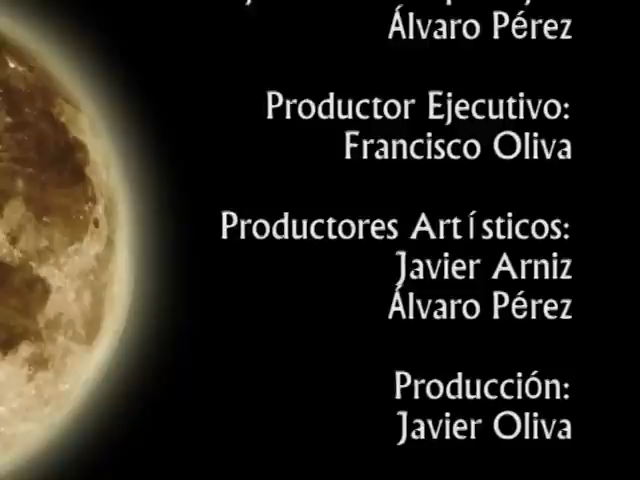 Álvaro Pérez
Productor Ejecutivo:
Francisco Oliva
Productores Artísticos:
Javier Arniz
Álvaro Pérez
Producción:
Javier Oliva